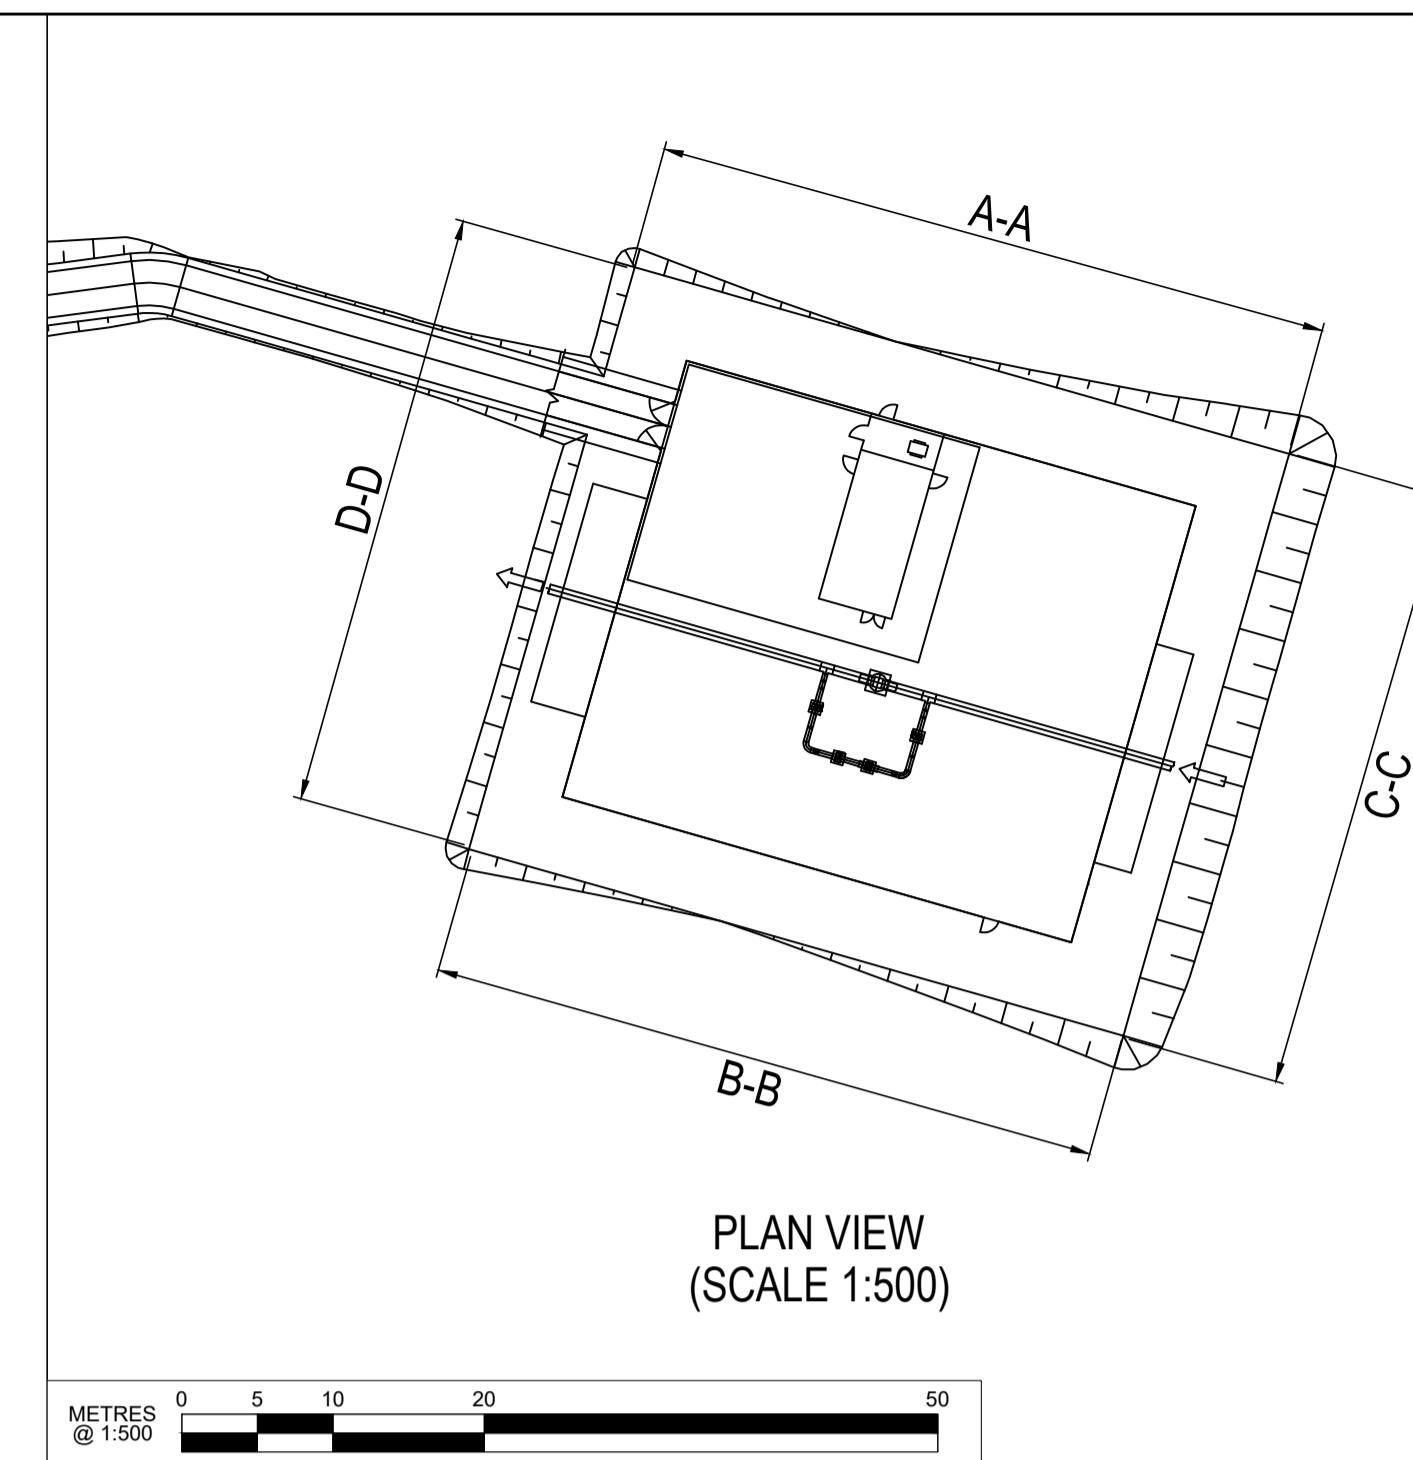 A-A
D-D
C-C
B-B
PLAN VIEW
(SCALE 1:500)
0 5 10 20 50
METRES
@ 1:500